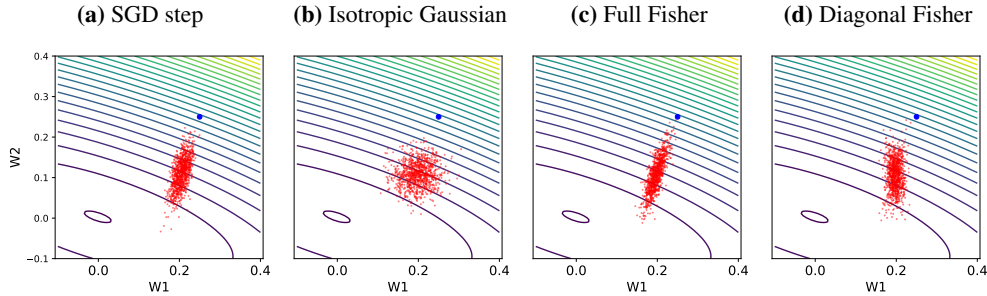 (a) SGD step
(b) Isotropic Gaussian
(c) Full Fisher
(d) Diagonal Fisher
0.4
0.3
0.2
0.1
0.0
−0.1
W2
0.0 0.2 0.4
0.0 0.2 0.4
0.0 0.2 0.4
0.0 0.2 0.4
W1
W1
W1
W1